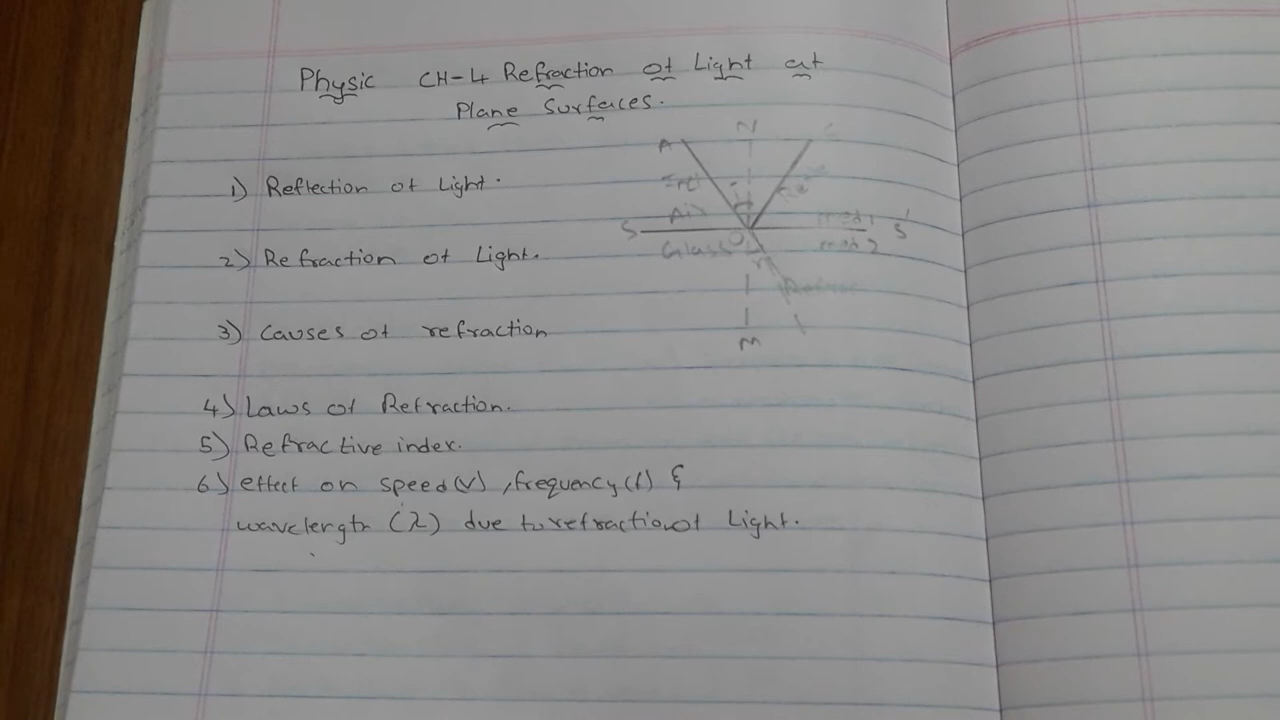 Physic CH-4 Refraction of Light at
Plane Surfaces.
A N
1) Reflection of Light.
Air
S S'
Glass med 2
2) Refraction of Light.
3) Causes of refraction
M
4) Laws of Refraction.
5) Refractive index.
6) effect on speed(v), frequency(f) &
wavelength (λ) due to refraction of Light.